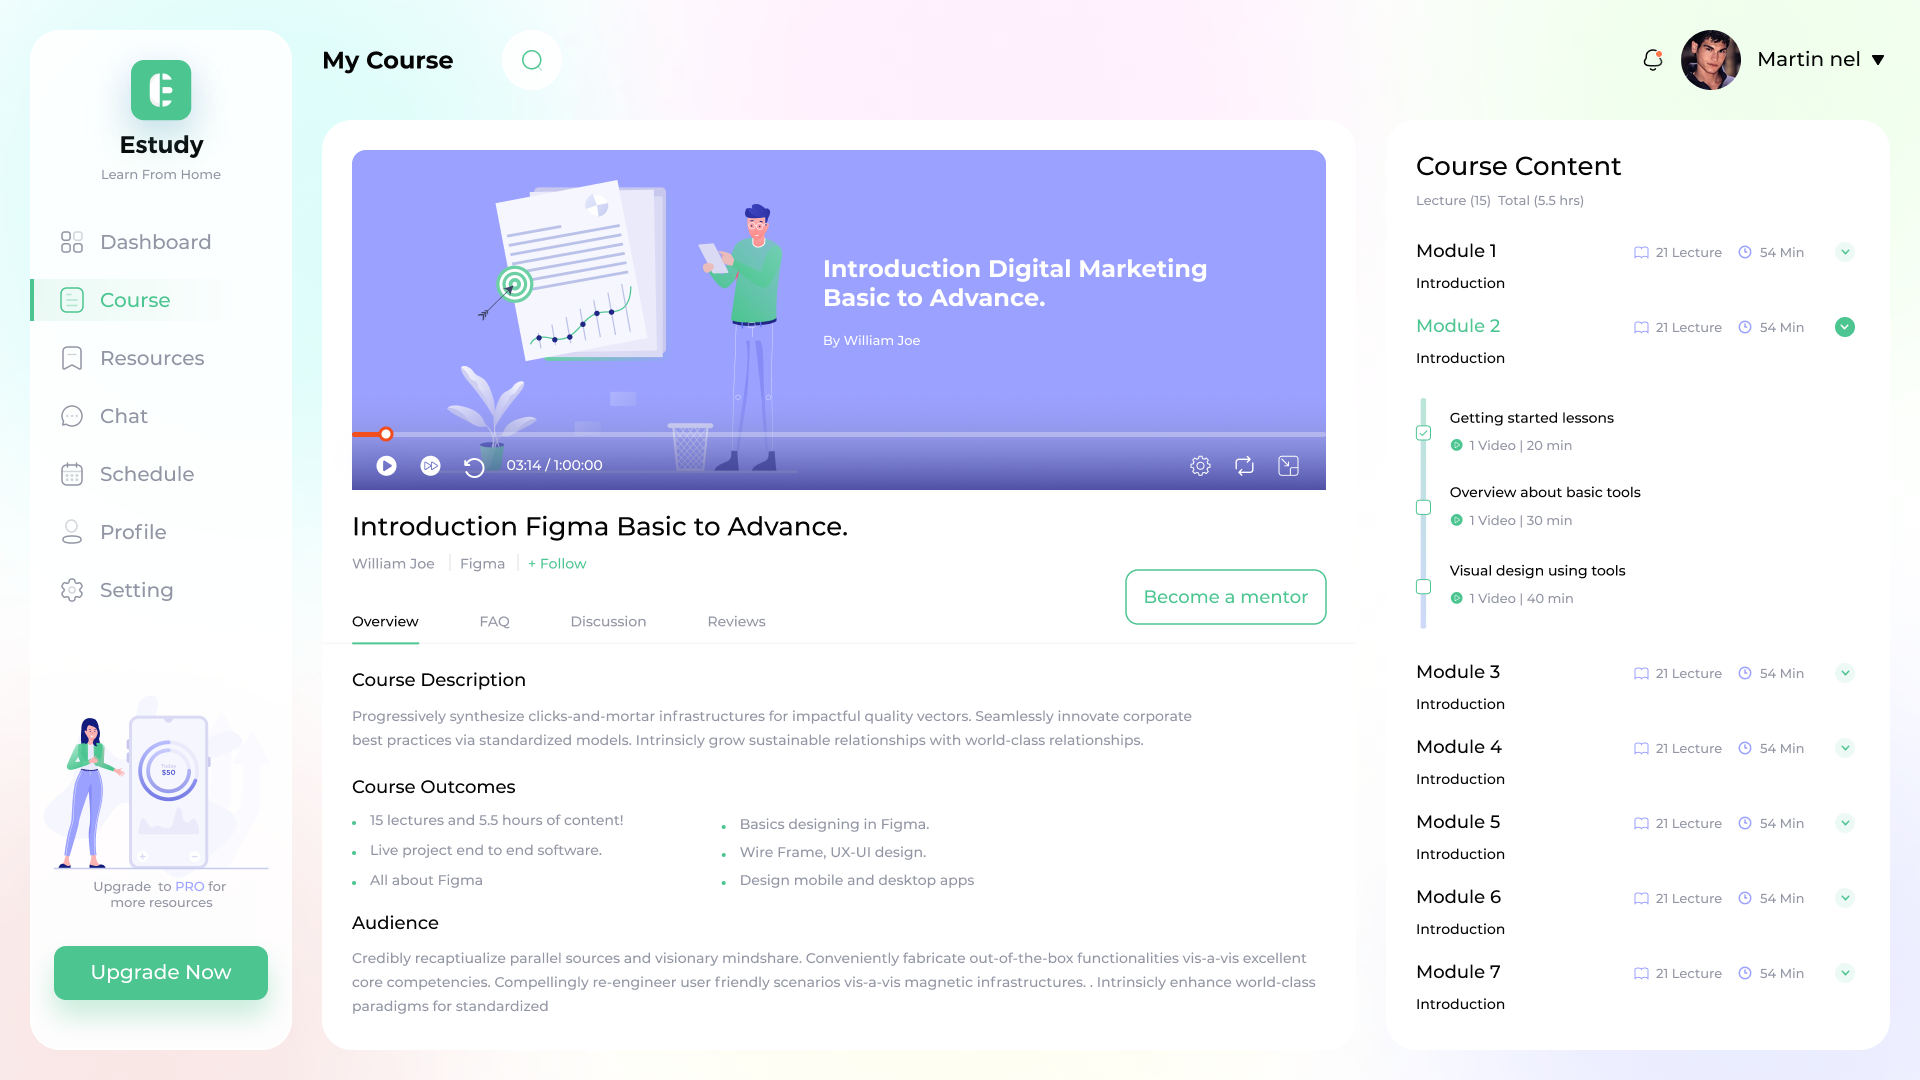 Estudy
Learn From Home
Dashboard
Course
Resources
Chat
Schedule
Profile
Setting
Today
$50
Upgrade to PRO for
more resources
Upgrade Now
My Course
Martin nel
Introduction Digital Marketing
Basic to Advance.
By William Joe
03:14 / 1:00:00
Introduction Figma Basic to Advance.
William Joe
Figma
+ Follow
Become a mentor
Overview
FAQ
Discussion
Reviews
Course Description
Progressively synthesize clicks-and-mortar infrastructures for impactful quality vectors. Seamlessly innovate corporate
best practices via standardized models. Intrinsicly grow sustainable relationships with world-class relationships.
Course Outcomes
15 lectures and 5.5 hours of content!
Live project end to end software.
All about Figma
Basics designing in Figma.
Wire Frame, UX-UI design.
Design mobile and desktop apps
Audience
Credibly recaptiualize parallel sources and visionary mindshare. Conveniently fabricate out-of-the-box functionalities vis-a-vis excellent
core competencies. Compellingly re-engineer user friendly scenarios vis-a-vis magnetic infrastructures. . Intrinsicly enhance world-class
paradigms for standardized
Course Content
Lecture (15) Total (5.5 hrs)
Module 1 21 Lecture 54 Min
Introduction
Module 2 21 Lecture 54 Min
Introduction
Getting started lessons
1 Video | 20 min
Overview about basic tools
1 Video | 30 min
Visual design using tools
1 Video | 40 min
Module 3 21 Lecture 54 Min
Introduction
Module 4 21 Lecture 54 Min
Introduction
Module 5 21 Lecture 54 Min
Introduction
Module 6 21 Lecture 54 Min
Introduction
Module 7 21 Lecture 54 Min
Introduction